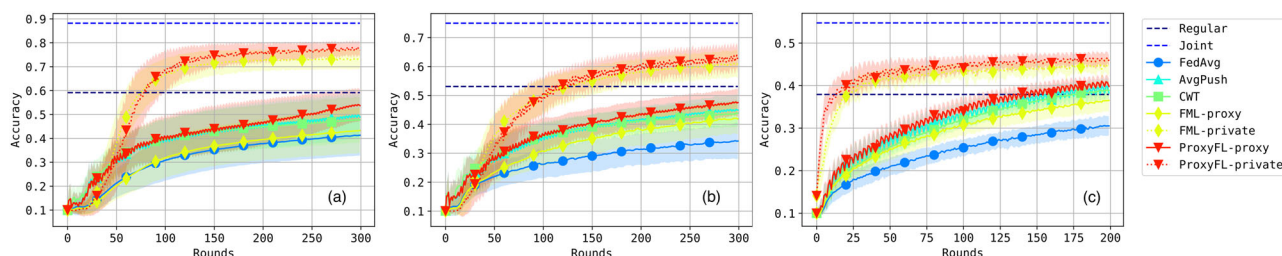 0.9
0.8
0.7
0.6
0.5
0.4
0.3
0.2
0.1
Accuracy
0 50 100 150 200 250 300
Rounds
(a)
0.7
0.6
0.5
0.4
0.3
0.2
0.1
Accuracy
0 50 100 150 200 250 300
Rounds
(b)
0.5
0.4
0.3
0.2
0.1
Accuracy
0 25 50 75 100 125 150 175 200
Rounds
(c)
Regular
Joint
FedAvg
AvgPush
CWT
FML-proxy
FML-private
ProxyFL-proxy
ProxyFL-private